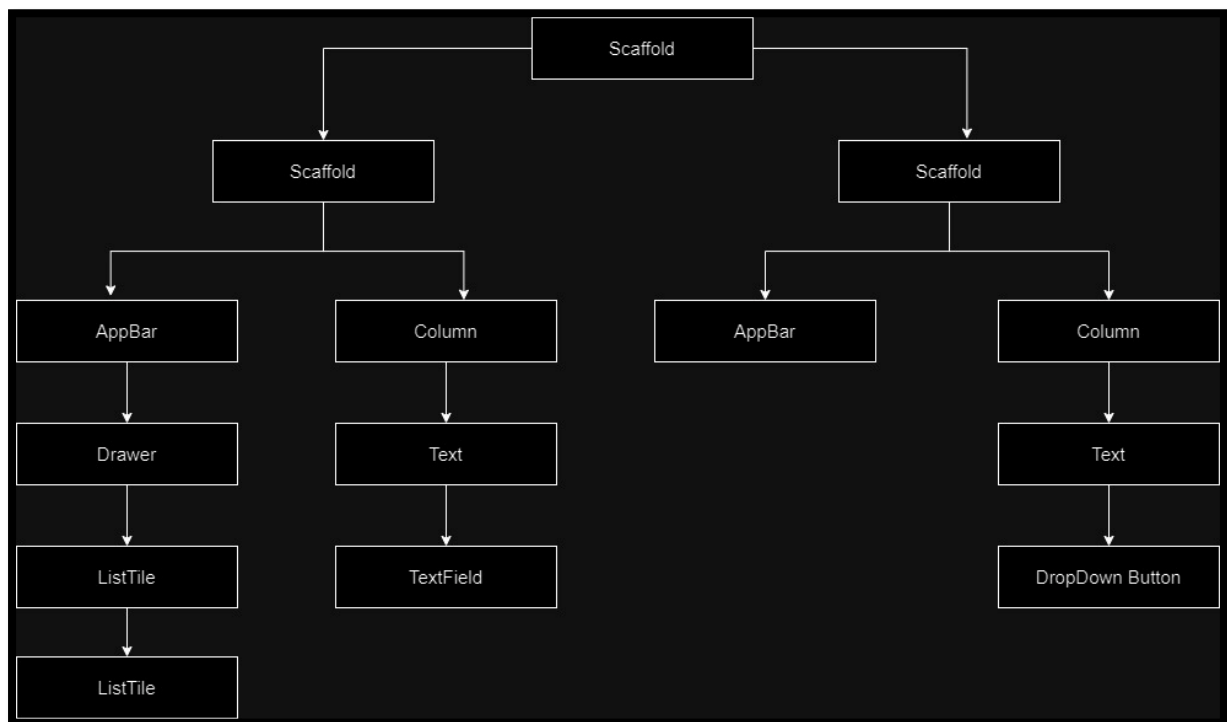 Scaffold
Scaffold
Scaffold
AppBar
Column
AppBar
Column
Drawer
Text
Text
ListTile
TextField
DropDown Button
ListTile